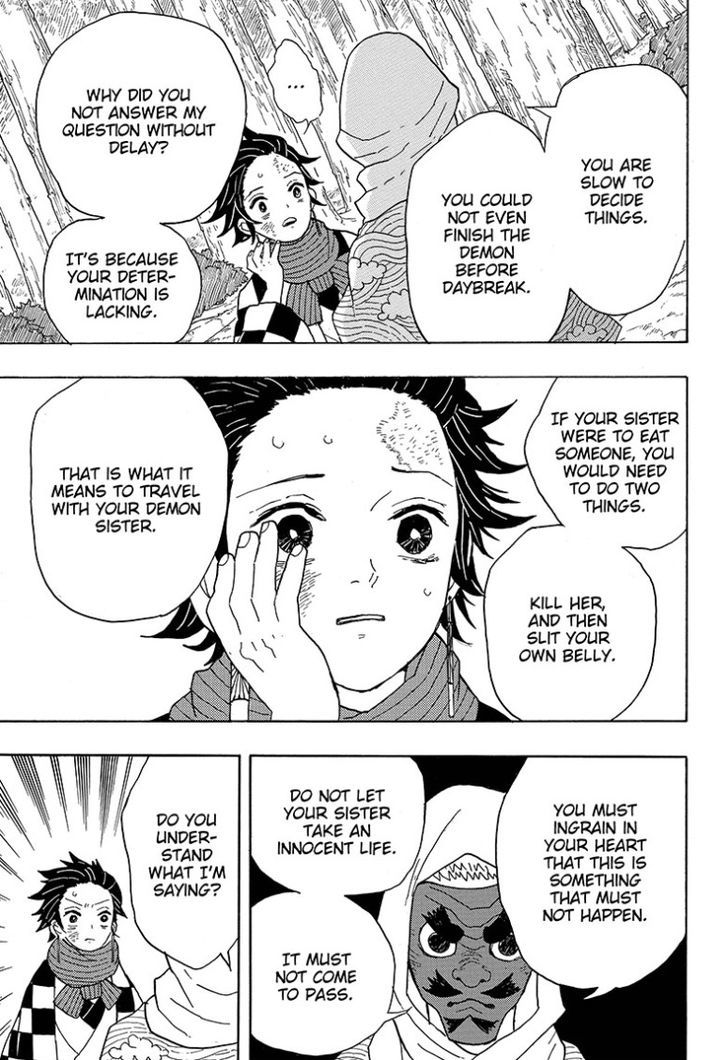 YOU ARE
SLOW TO
DECIDE
THINGS.
YOU COULD
NOT EVEN
FINISH THE
DEMON
BEFORE
DAYBREAK.
...
WHY DID YOU
NOT ANSWER MY
QUESTION WITHOUT
DELAY?
IT'S BECAUSE
YOUR DETER-
MINATION IS
LACKING.
IF YOUR SISTER
WERE TO EAT
SOMEONE, YOU
WOULD NEED
TO DO TWO
THINGS.
KILL HER,
AND THEN
SLIT YOUR
OWN BELLY.
THAT IS WHAT IT
MEANS TO TRAVEL
WITH YOUR DEMON
SISTER.
YOU MUST
INGRAIN IN
YOUR HEART
THAT THIS IS
SOMETHING
THAT MUST
NOT HAPPEN.
DO NOT LET
YOUR SISTER
TAKE AN
INNOCENT LIFE.
IT MUST
NOT COME
TO PASS.
DO YOU
UNDER-
STAND
WHAT I'M
SAYING?